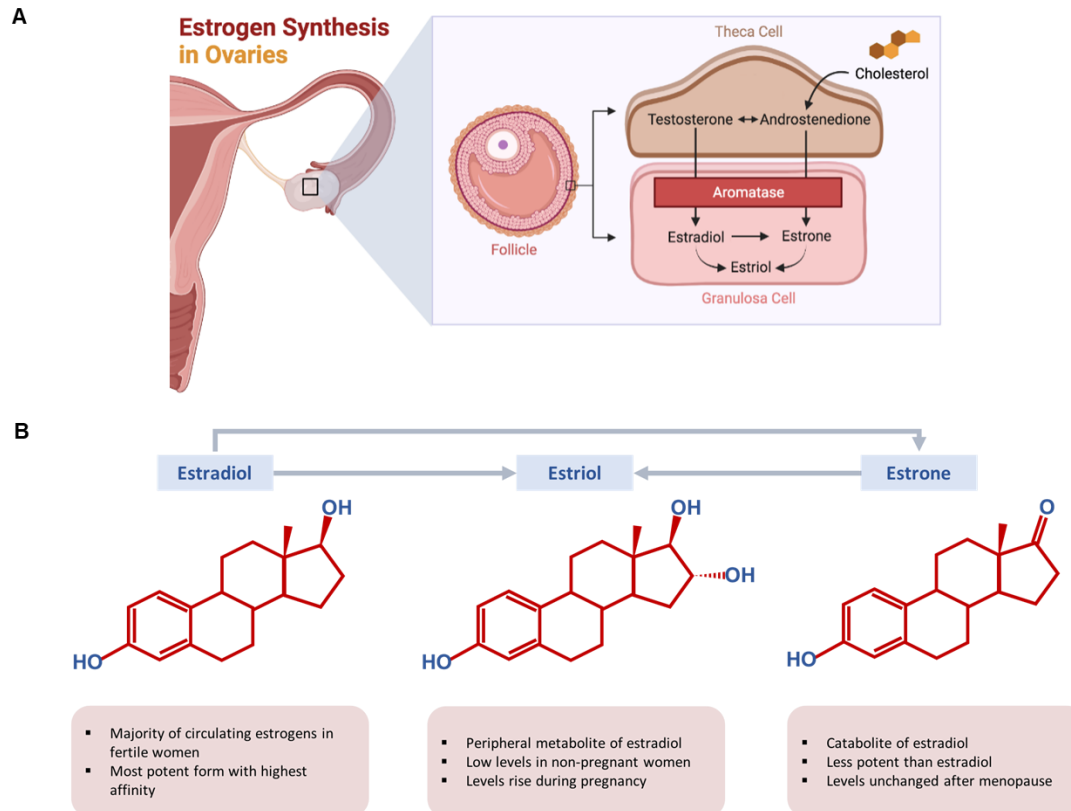 A
Estrogen Synthesis
in Ovaries
Theca Cell
Cholesterol
Testosterone
Androstenedione
Aromatase
Estradiol
Estrone
Estriol
Follicle
Granulosa Cell
B
Estradiol
Estriol
Estrone
OH
HO
OH
OH
HO
O
HO
▪ Majority of circulating estrogens in
fertile women
▪ Most potent form with highest
affinity
▪ Peripheral metabolite of estradiol
▪ Low levels in non-pregnant women
▪ Levels rise during pregnancy
▪ Catabolite of estradiol
▪ Less potent than estradiol
▪ Levels unchanged after menopause